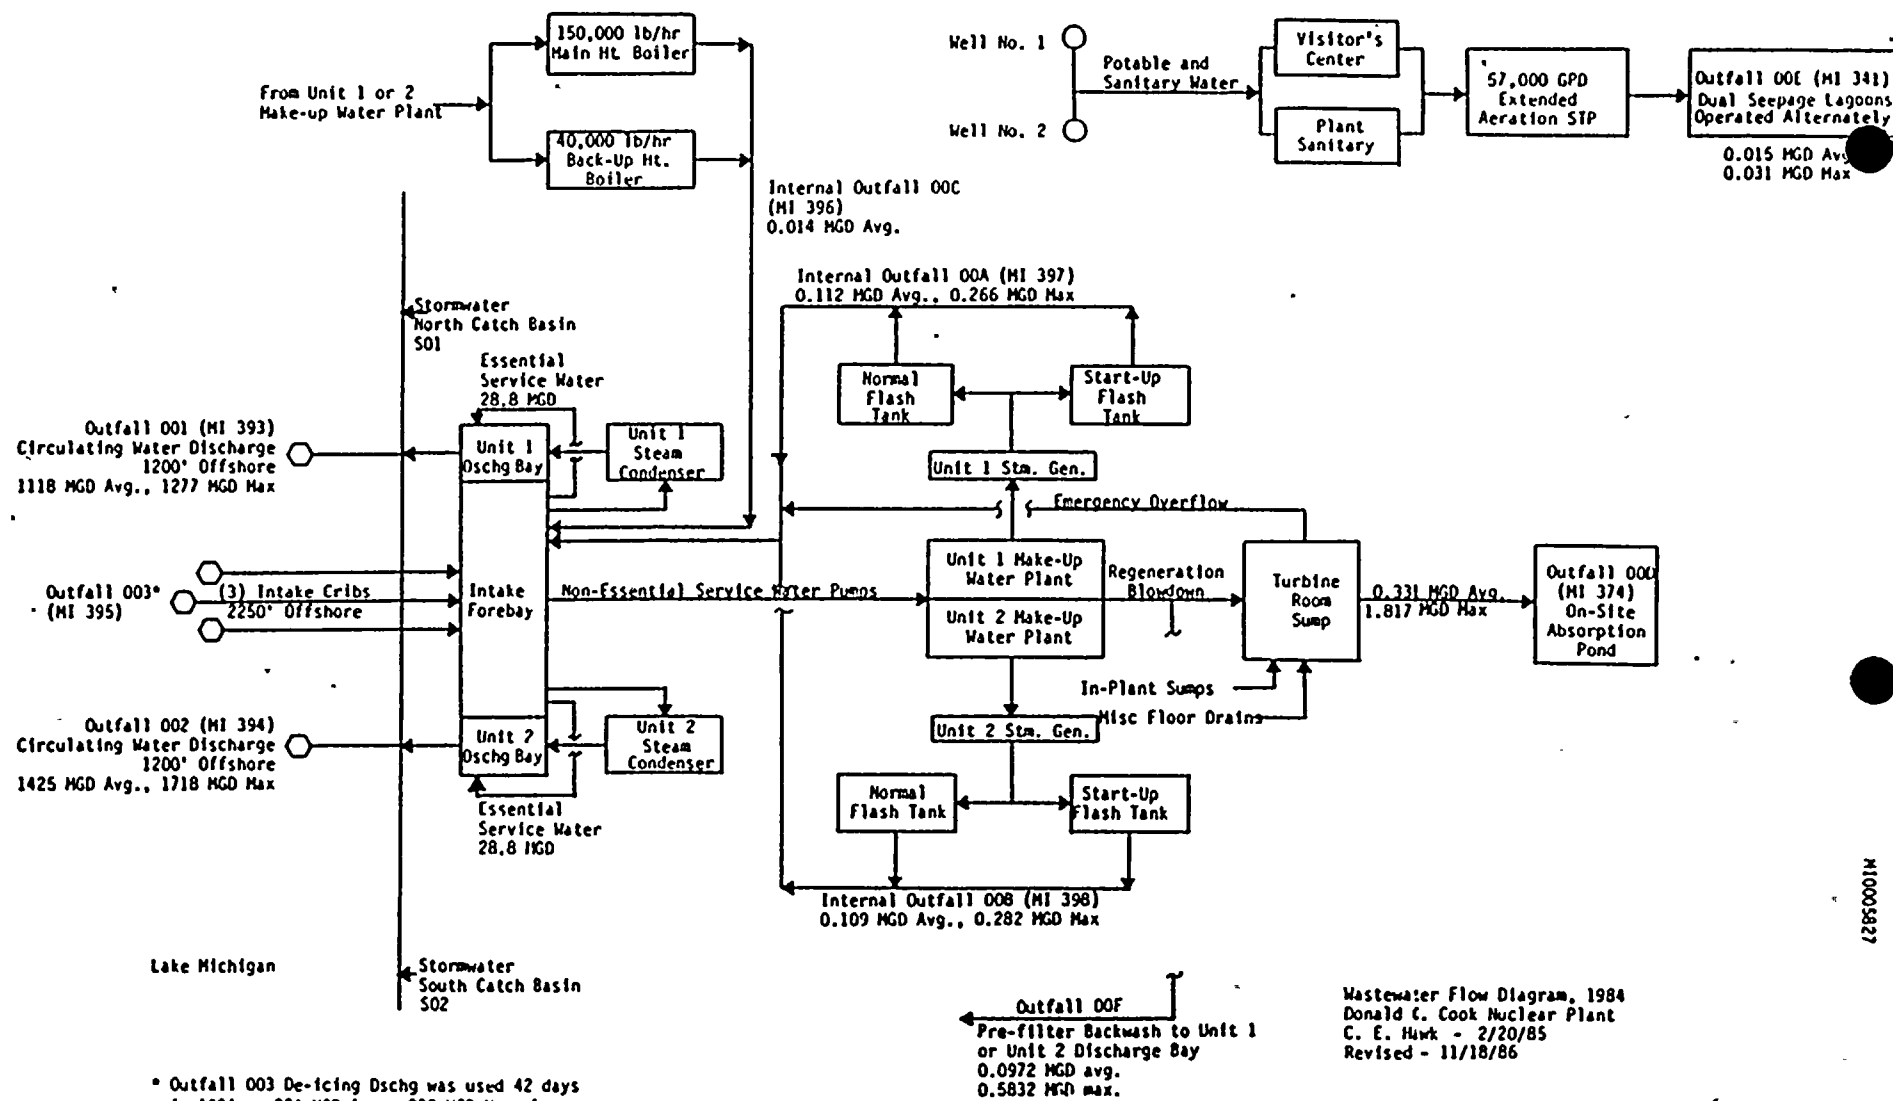 150,000 lb/hr
Main Ht. Boiler
From Unit 1 or 2
Make-up Water Plant
40,000 lb/hr
Back-Up Ht.
Boiler
Well No. 1
Well No. 2
Potable and
Sanitary Water
Visitor's
Center
Plant
Sanitary
57,000 GPD
Extended
Aeration STP
Outfall 00E (MI 341)
Dual Seepage Lagoons
Operated Alternately
0.015 MGD Avg
0.031 MGD Max
Internal Outfall 00C
(MI 396)
0.014 MGD Avg.
Internal Outfall 00A (MI 397)
0.112 MGD Avg., 0.266 MGD Max
Stormwater
North Catch Basin
S01
Essential
Service Water
28.8 MGD
Normal
Flash
Tank
Start-Up
Flash
Tank
Outfall 001 (MI 393)
Circulating Water Discharge
1200' Offshore
1118 MGD Avg., 1277 MGD Max
Unit 1
Dschg Bay
Unit 1
Steam
Condenser
Unit 1 Stm. Gen.
Emergency Overflow
Outfall 003*
(MI 395)
(3) Intake Cribs
2250' Offshore
Intake
Forebay
Non-Essential Service Water Pumps
Unit 1 Make-Up
Water Plant
Unit 2 Make-Up
Water Plant
Regeneration
Blowdown
Turbine
Room
Sump
0.331 MGD Avg.
1.817 MGD Max
Outfall 00D
(MI 374)
On-Site
Absorption
Pond
In-Plant Sumps
Misc Floor Drains
Outfall 002 (MI 394)
Circulating Water Discharge
1200' Offshore
1425 MGD Avg., 1718 MGD Max
Unit 2
Dschg Bay
Unit 2
Steam
Condenser
Unit 2 Stm. Gen.
Essential
Service Water
28.8 MGD
Normal
Flash Tank
Start-Up
Flash Tank
Internal Outfall 00B (MI 398)
0.109 MGD Avg., 0.282 MGD Max
MI0005827
Lake Michigan
Stormwater
South Catch Basin
S02
Outfall 00F
Pre-filter Backwash to Unit 1
or Unit 2 Discharge Bay
0.0972 MGD avg.
0.5832 MGD max.
Wastewater Flow Diagram, 1984
Donald C. Cook Nuclear Plant
C. E. Hawk - 2/20/85
Revised - 11/18/86
* Outfall 003 De-icing Dschg was used 42 days